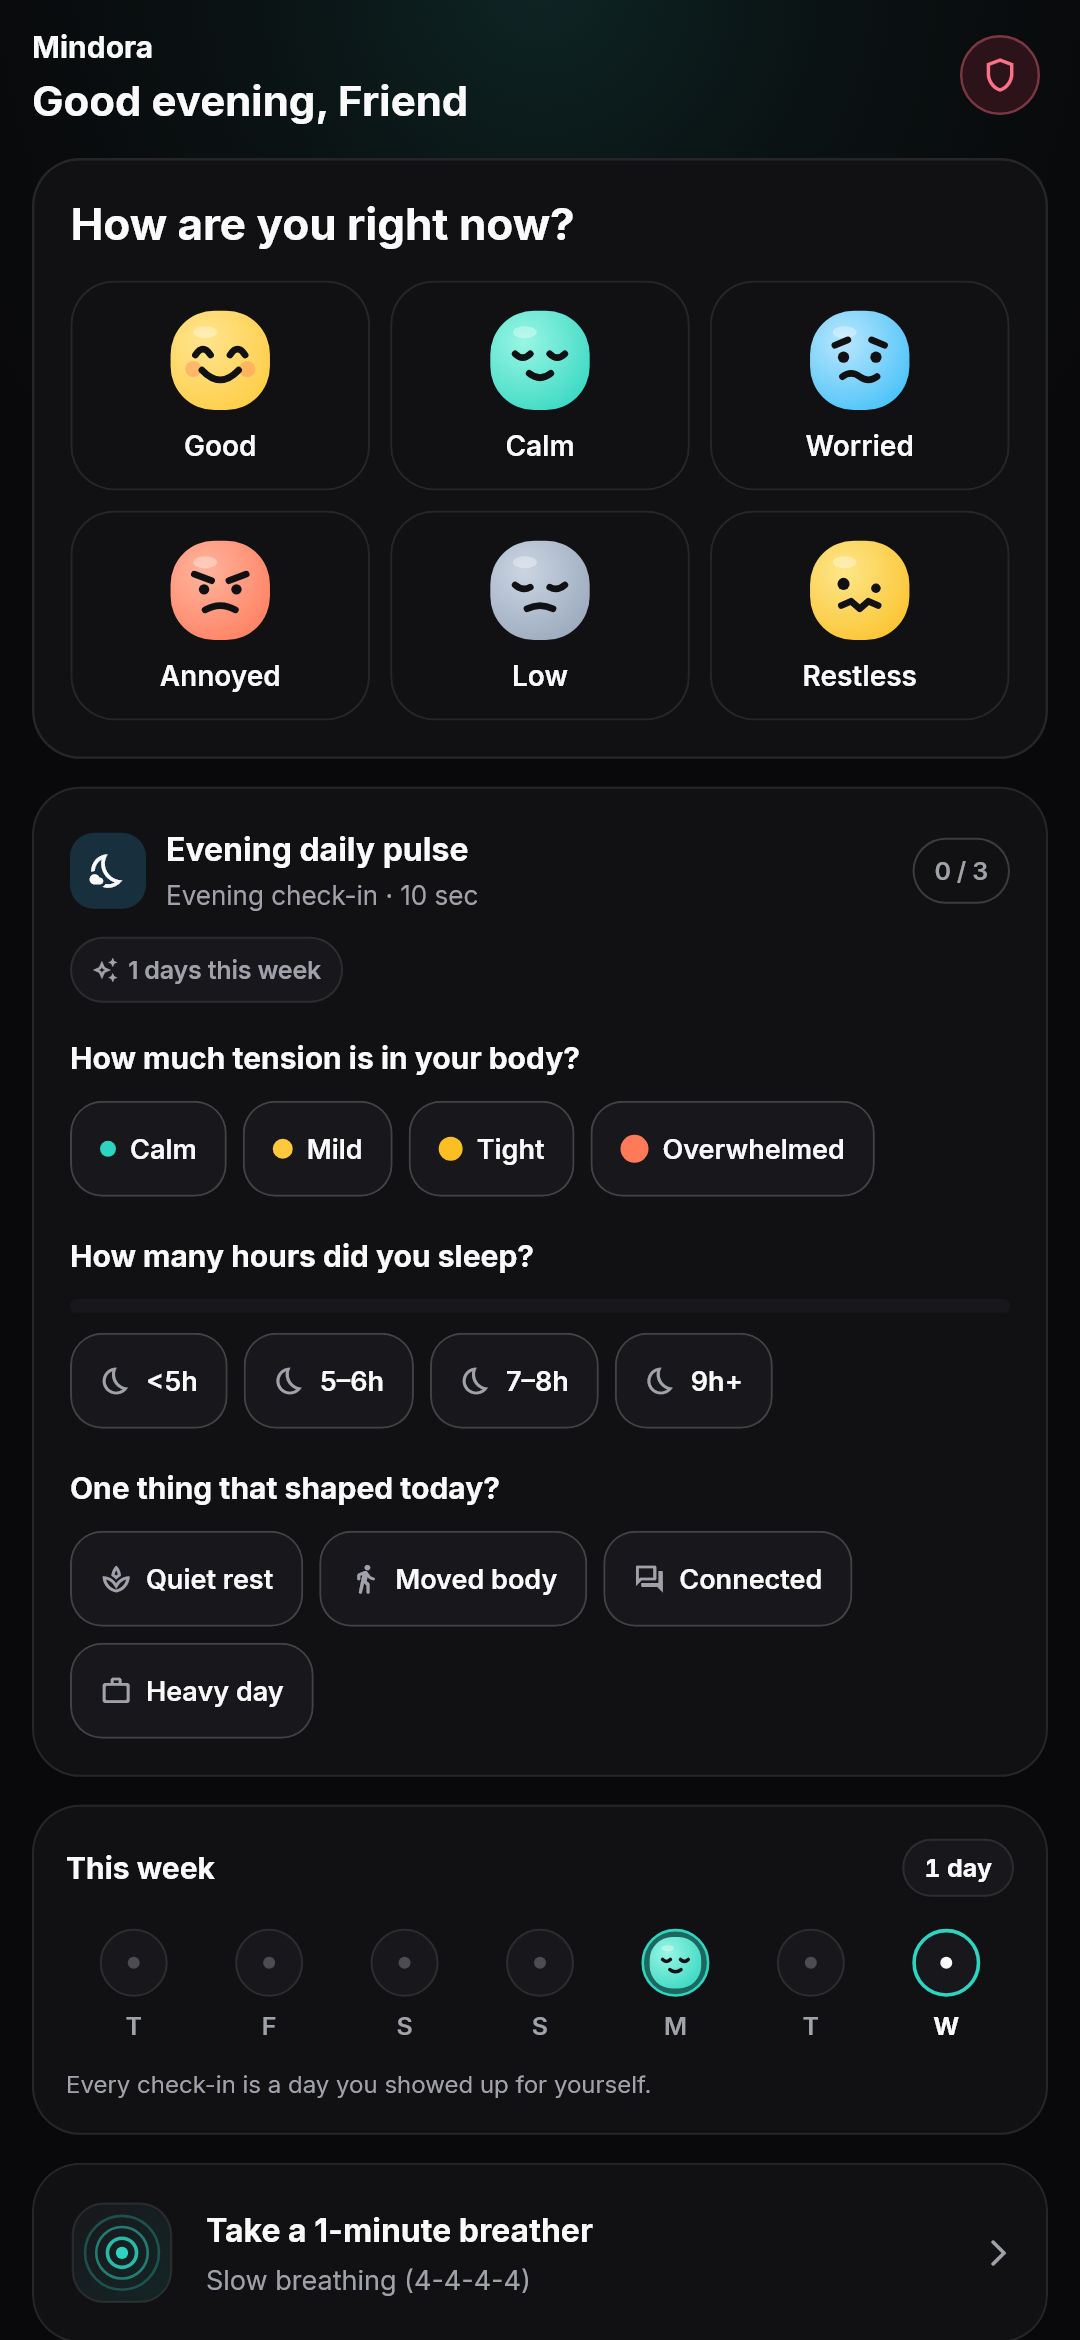 Mindora
Good evening, Friend
How are you right now?
Good Calm Worried
Annoyed Low Restless
Evening daily pulse
Evening check-in · 10 sec
0 / 3
1 days this week
How much tension is in your body?
Calm Mild Tight Overwhelmed
How many hours did you sleep?
<5h 5–6h 7–8h 9h+
One thing that shaped today?
Quiet rest Moved body Connected
Heavy day
This week 1 day
T F S S M T W
Every check-in is a day you showed up for yourself.
Take a 1-minute breather
Slow breathing (4-4-4-4)